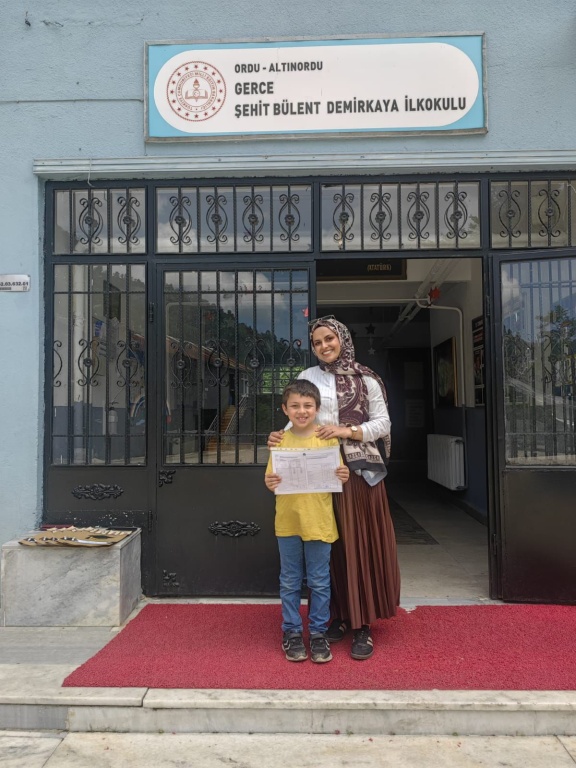 ORDU - ALTINORDU
GERCE
ŞEHİT BÜLENT DEMİRKAYA İLKOKULU